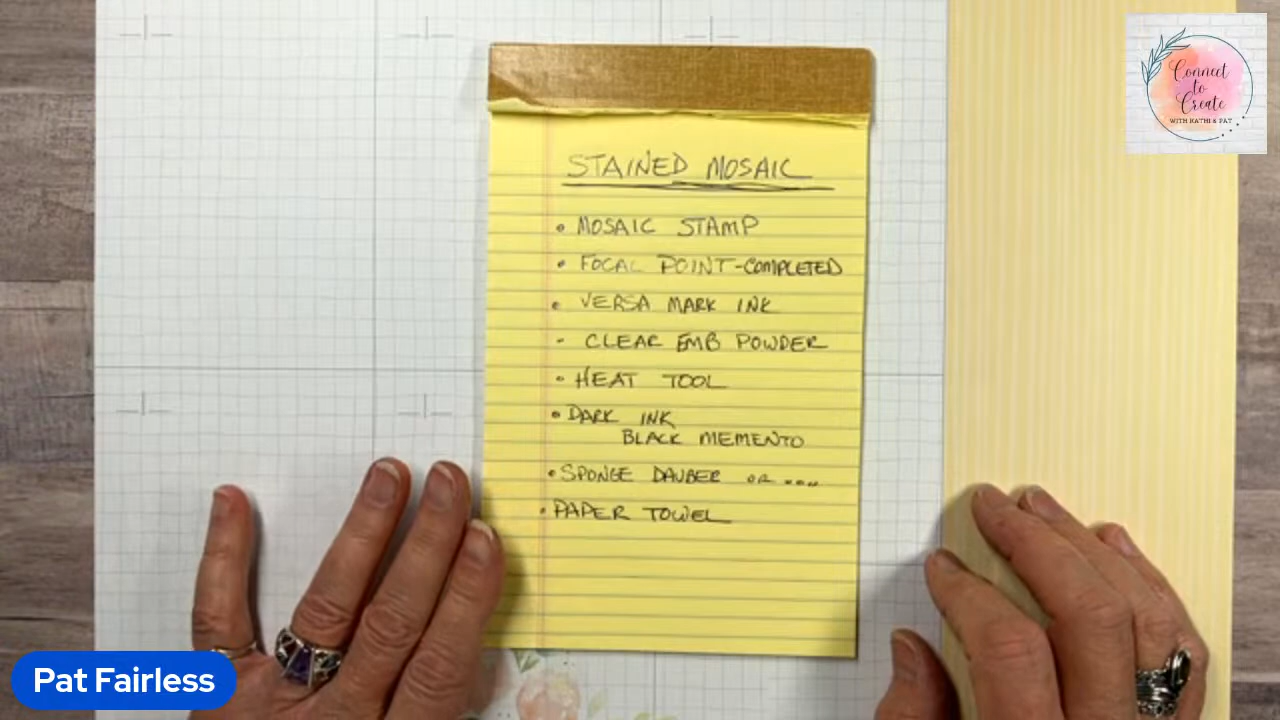 Connect
to
Create
WITH KATHI & PAT
STAINED MOSAIC
• MOSAIC STAMP
• FOCAL POINT-COMPLETED
• VERSA MARK INK
• CLEAR EMB POWDER
• HEAT TOOL
• DARK INK
BLACK MEMENTO
• SPONGE DAUBER OR ....
• PAPER TOWEL
Pat Fairless